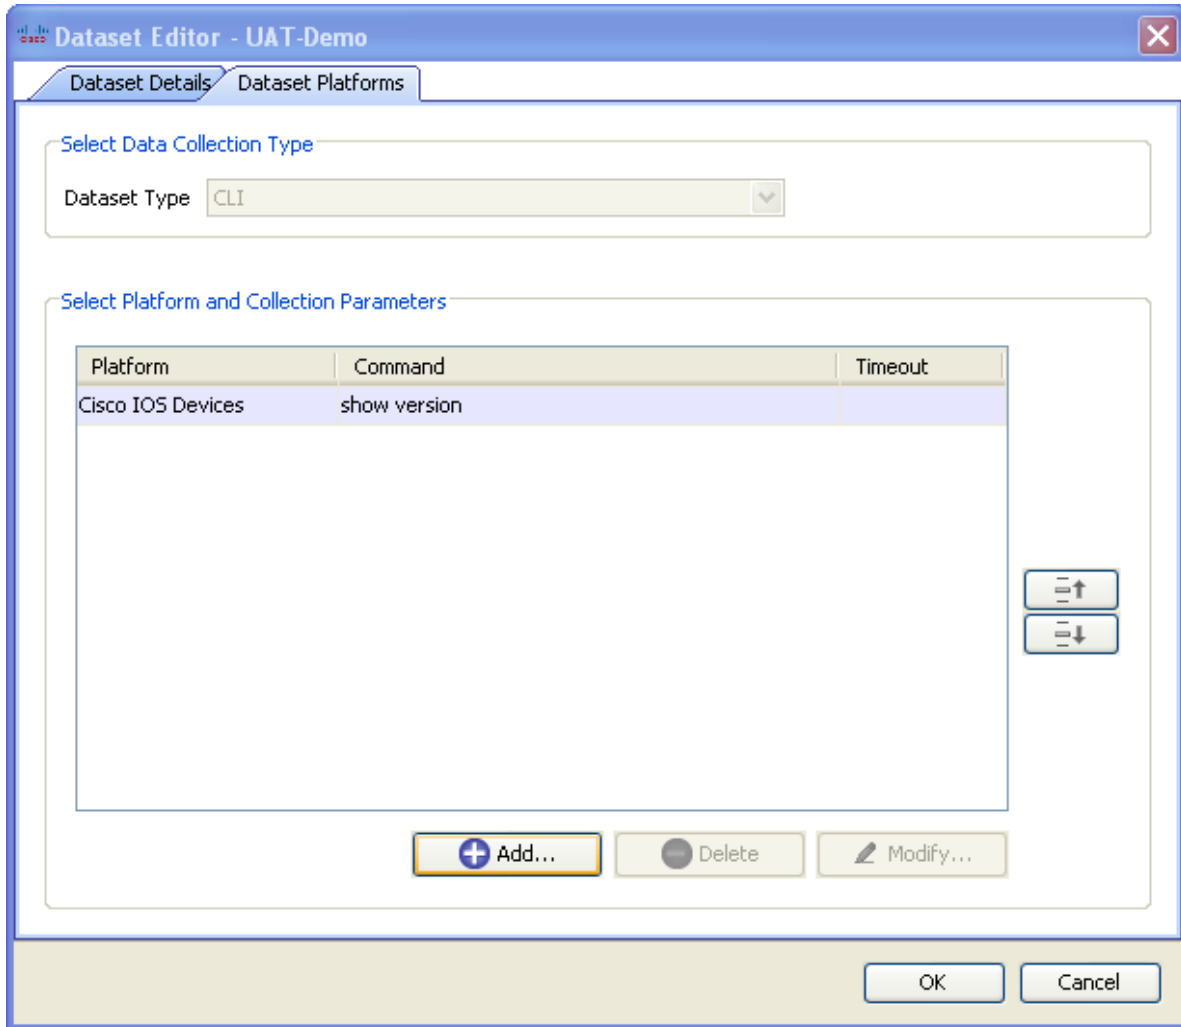 cisco Dataset Editor - UAT-Demo
Dataset Details Dataset Platforms
Select Data Collection Type
Dataset Type CLI
Select Platform and Collection Parameters
Platform Command Timeout
Cisco IOS Devices show version
Add... Delete Modify...
OK Cancel